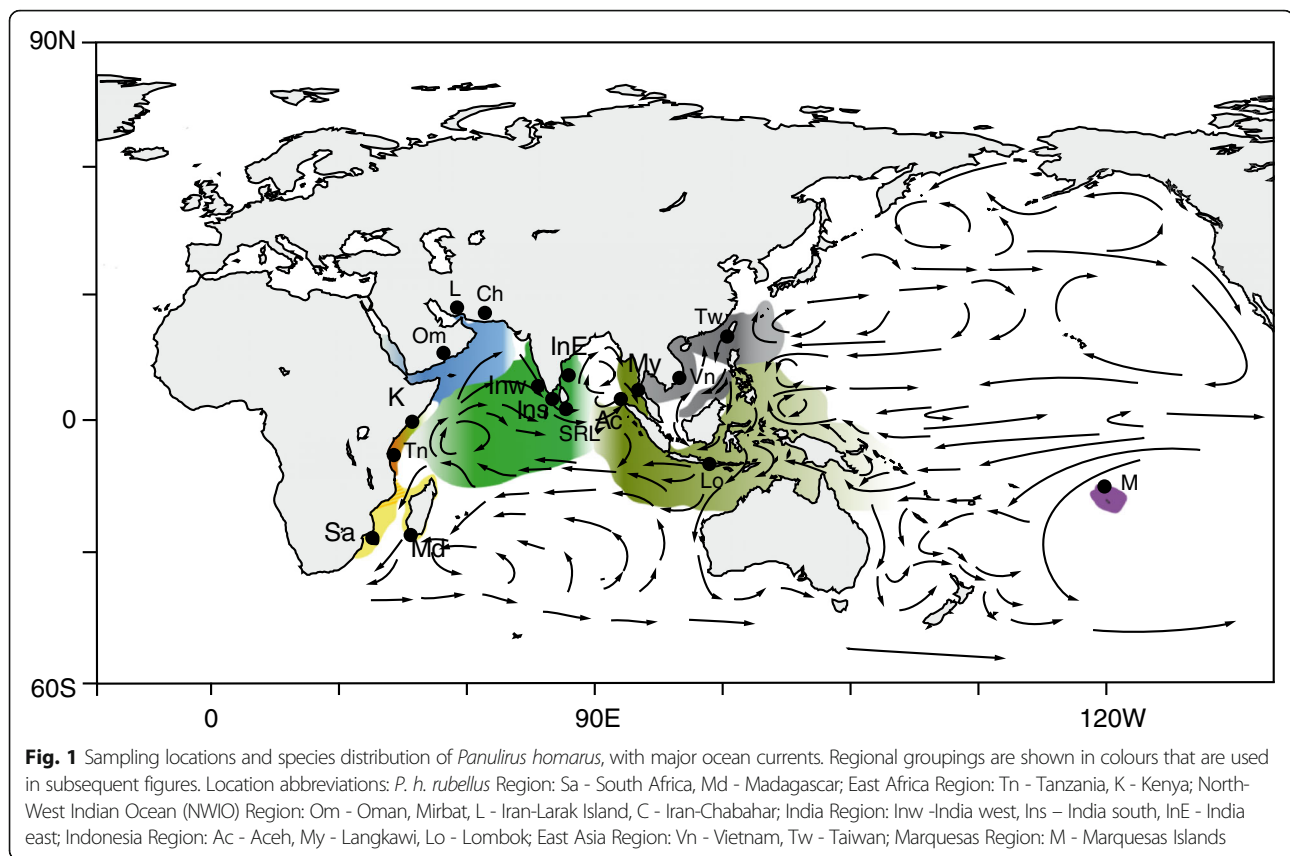 90N
L
Ch
Om
Tw
InE
My
Inw
Vn
K
Ins
Ac
0
SRL
Tn
Lo
M
Sa
Md
60S
0
90E
120W
Fig. 1 Sampling locations and species distribution of Panulirus homarus, with major ocean currents. Regional groupings are shown in colours that are used
in subsequent figures. Location abbreviations: P. h. rubellus Region: Sa - South Africa, Md - Madagascar; East Africa Region: Tn - Tanzania, K - Kenya; North-
West Indian Ocean (NWIO) Region: Om - Oman, Mirbat, L - Iran-Larak Island, C - Iran-Chabahar; India Region: Inw -India west, Ins – India south, InE - India
east; Indonesia Region: Ac - Aceh, My - Langkawi, Lo - Lombok; East Asia Region: Vn - Vietnam, Tw - Taiwan; Marquesas Region: M - Marquesas Islands